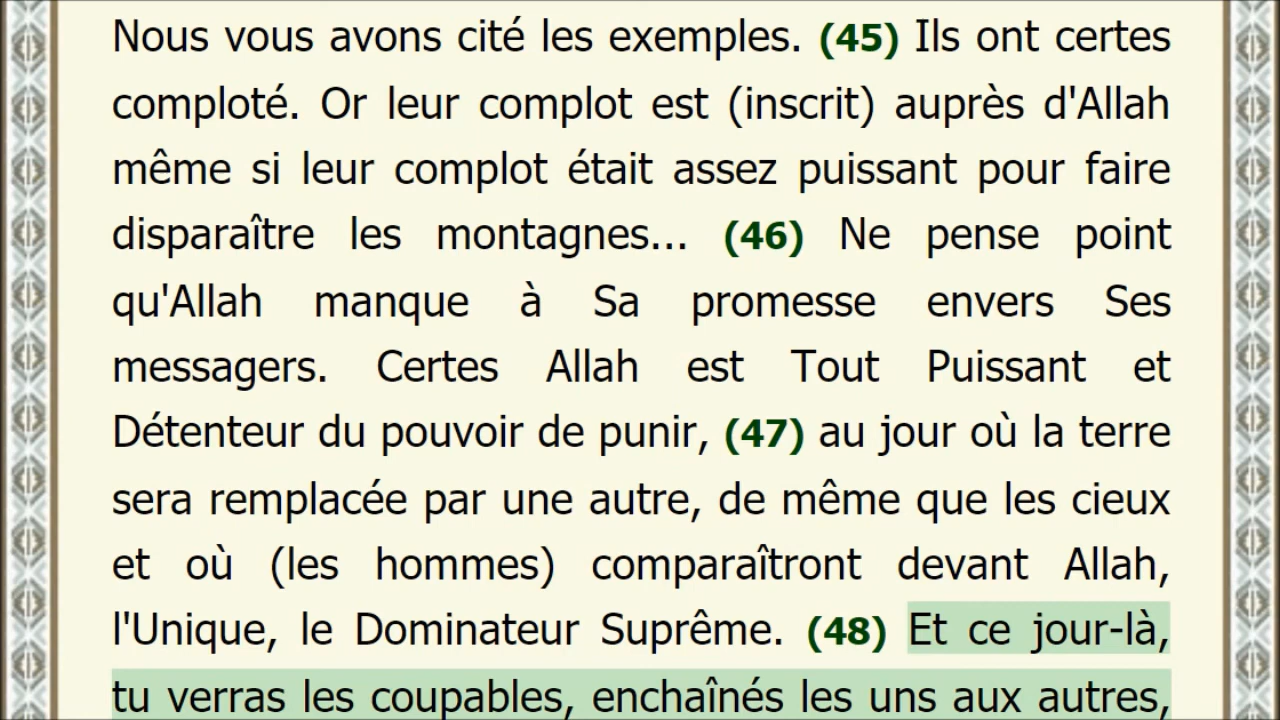 Nous vous avons cité les exemples. (45) Ils ont certes
comploté. Or leur complot est (inscrit) auprès d'Allah
même si leur complot était assez puissant pour faire
disparaître les montagnes... (46) Ne pense point
qu'Allah manque à Sa promesse envers Ses
messagers. Certes Allah est Tout Puissant et
Détenteur du pouvoir de punir, (47) au jour où la terre
sera remplacée par une autre, de même que les cieux
et où (les hommes) comparaîtront devant Allah,
l'Unique, le Dominateur Suprême. (48) Et ce jour-là,
tu verras les coupables, enchaînés les uns aux autres,